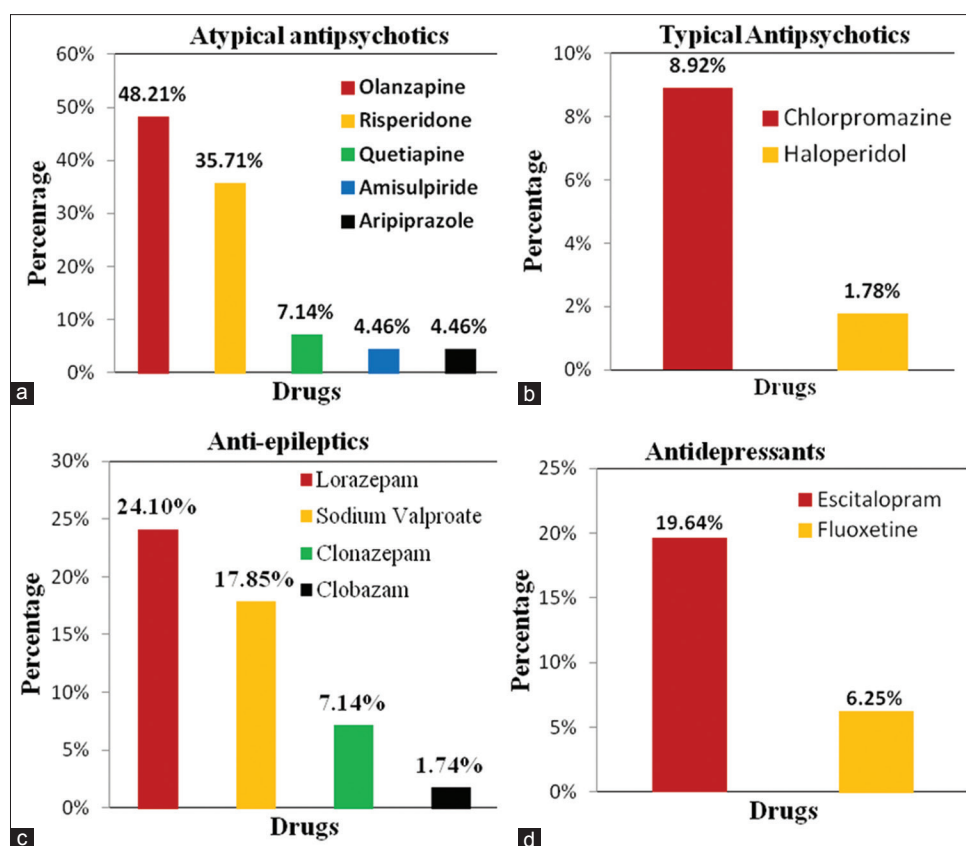 Atypical antipsychotics
60%
50%
40%
30%
20%
10%
0%
Percenrage
48.21%
35.71%
7.14%
4.46%
4.46%
Olanzapine
Risperidone
Quetiapine
Amisulpiride
Aripiprazole
Drugs
a
Typical Antipsychotics
10%
8%
6%
4%
2%
0%
Percentage
8.92%
1.78%
Chlorpromazine
Haloperidol
Drugs
b
Anti-epileptics
30%
25%
20%
15%
10%
5%
0%
Percentage
24.10%
17.85%
7.14%
1.74%
Lorazepam
Sodium Valproate
Clonazepam
Clobazam
Drugs
c
Antidepressants
25%
20%
15%
10%
5%
0%
Percentage
19.64%
6.25%
Escitalopram
Fluoxetine
Drugs
d